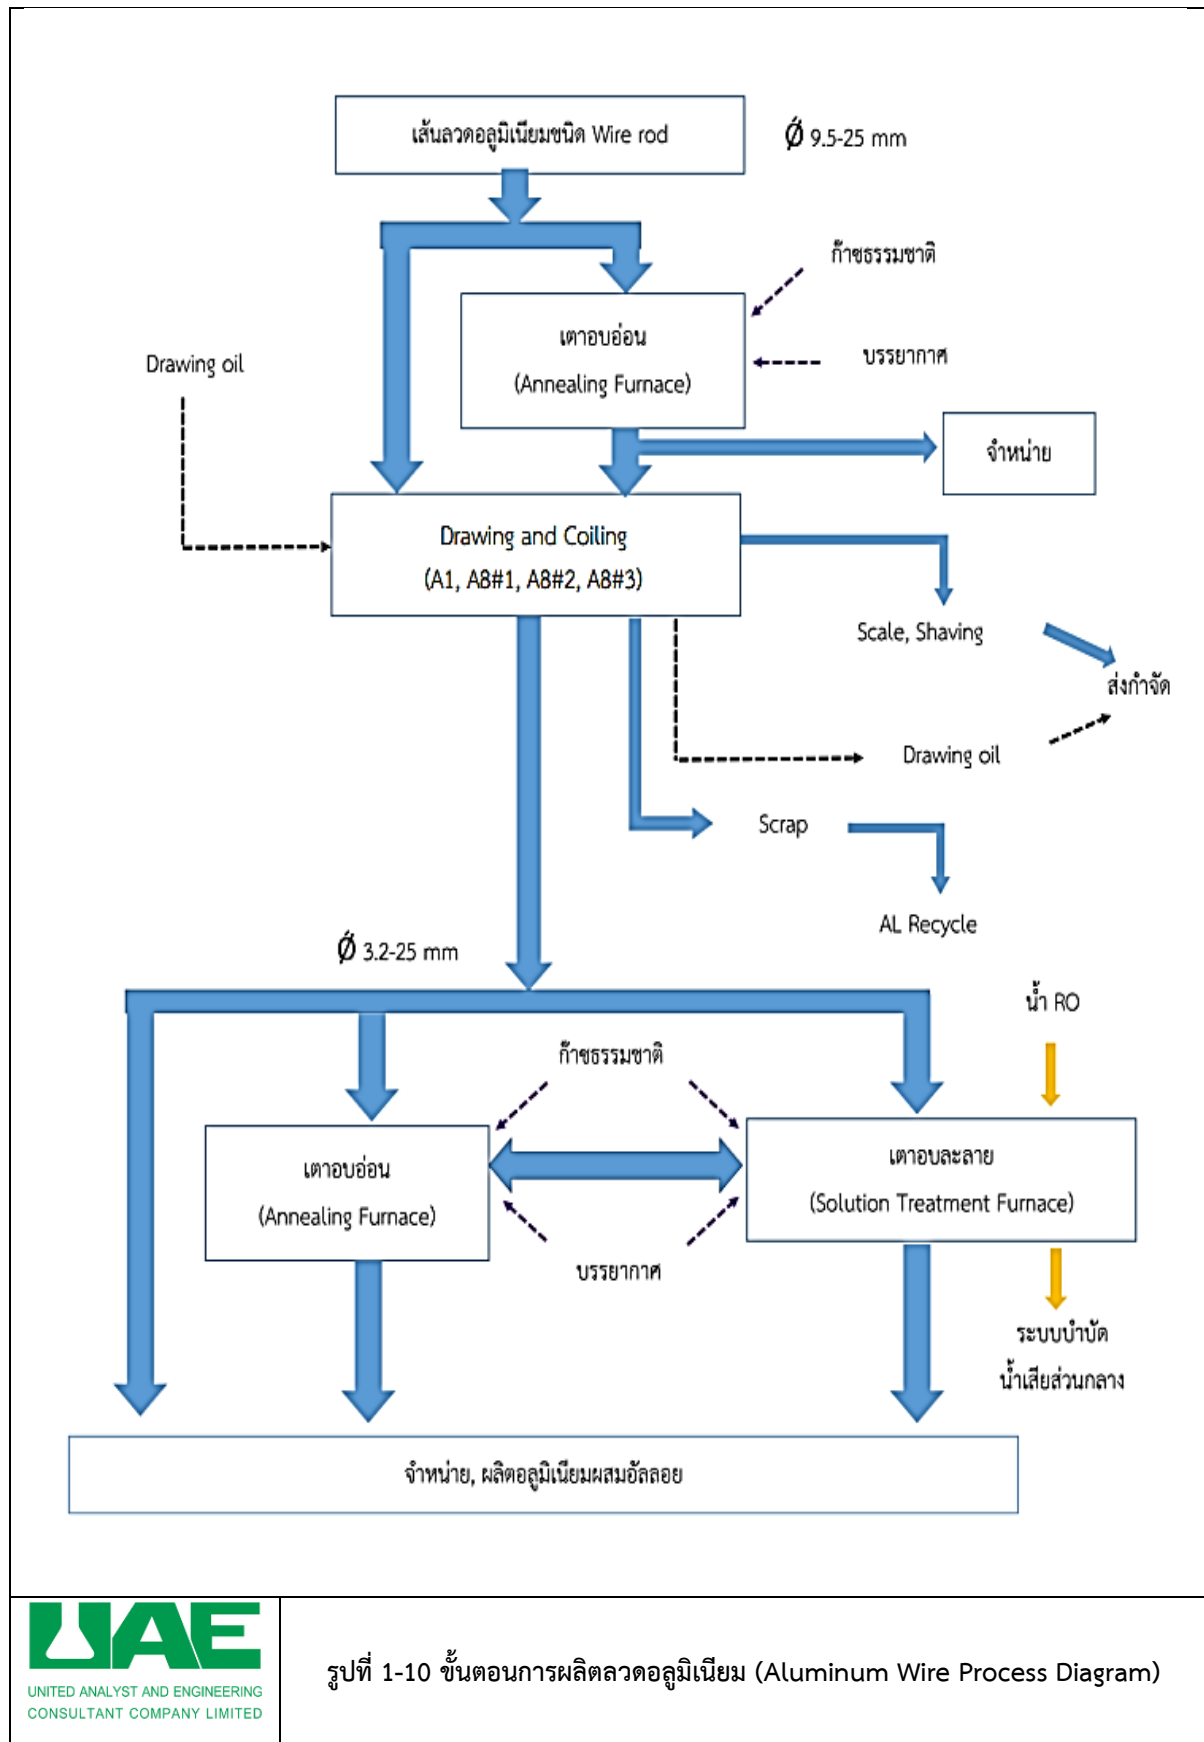 เส้นลวดอลูมิเนียมชนิด Wire rod
Ǿ 9.5-25 mm
ก๊าซธรรมชาติ
เตาอบอ่อน
(Annealing Furnace)
บรรยากาศ
Drawing oil
จำหน่าย
Drawing and Coiling
(A1, A8#1, A8#2, A8#3)
Scale, Shaving
ส่งกำจัด
Drawing oil
Scrap
AL Recycle
Ǿ 3.2-25 mm
น้ำ RO
ก๊าซธรรมชาติ
เตาอบอ่อน
(Annealing Furnace)
เตาอบละลาย
(Solution Treatment Furnace)
บรรยากาศ
ระบบบำบัด
น้ำเสียส่วนกลาง
จำหน่าย, ผลิตอลูมิเนียมผสมอัลลอย
UAE
UNITED ANALYST AND ENGINEERING
CONSULTANT COMPANY LIMITED
รูปที่ 1-10 ขั้นตอนการผลิตลวดอลูมิเนียม (Aluminum Wire Process Diagram)